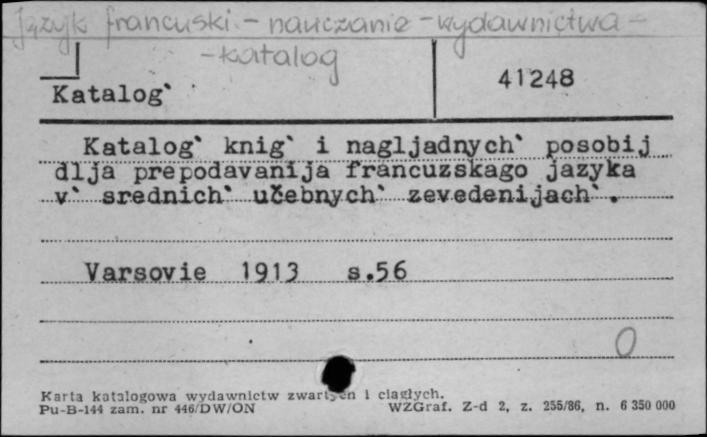 język francuski - nauczanie - wydawnictwa -
- katalog
41248
Katalog`
Katalog` knig` i nagljadnych` posobij
dlja prepodavanija francuzskago jazyka
v` srednich` učebnych` zevedenijach`.
Varsovie 1913 s.56
0
Karta katalogowa wydawnictw zwartych i ciągłych.
Pu-B-144 zam. nr 446/DW/ON WZGraf. Z-d 2, z. 255/86, n. 6 350 000